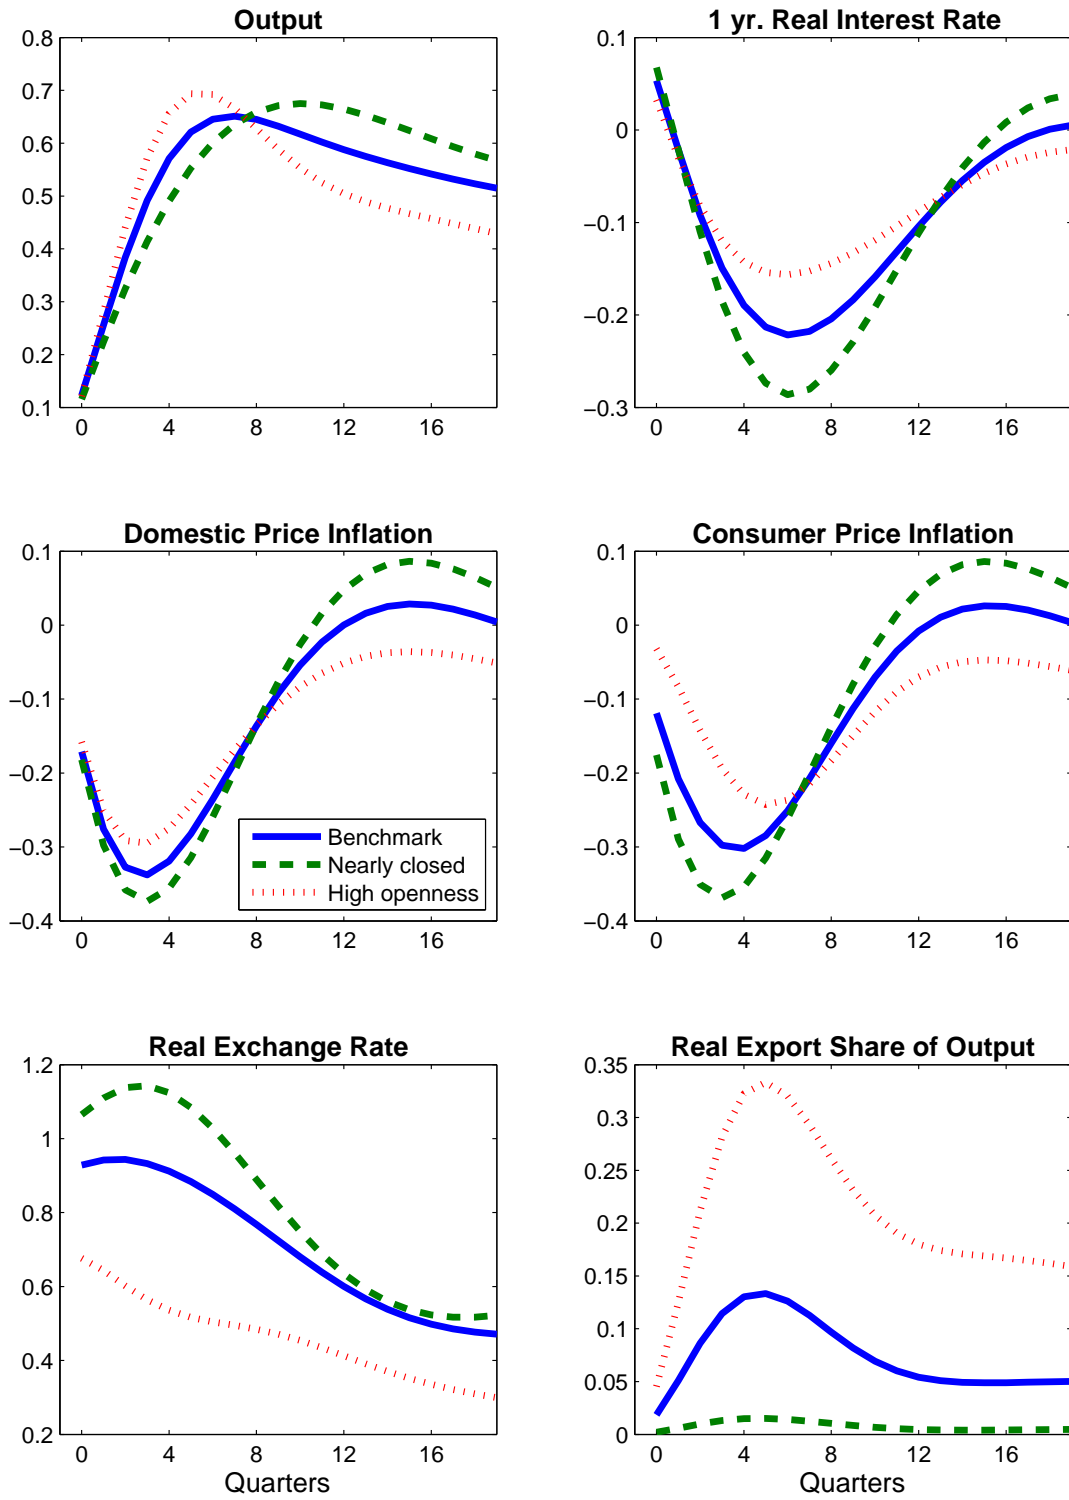 Output
0.8
0.7
0.6
0.5
0.4
0.3
0.2
0.1
0 4 8 12 16
1 yr. Real Interest Rate
0.1
0
−0.1
−0.2
−0.3
0 4 8 12 16
Domestic Price Inflation
0.1
0
−0.1
−0.2
−0.3
−0.4
0 4 8 12 16
Benchmark
Nearly closed
High openness
Consumer Price Inflation
0.1
0
−0.1
−0.2
−0.3
−0.4
0 4 8 12 16
Real Exchange Rate
1.2
1
0.8
0.6
0.4
0.2
0 4 8 12 16
Quarters
Real Export Share of Output
0.35
0.3
0.25
0.2
0.15
0.1
0.05
0
0 4 8 12 16
Quarters